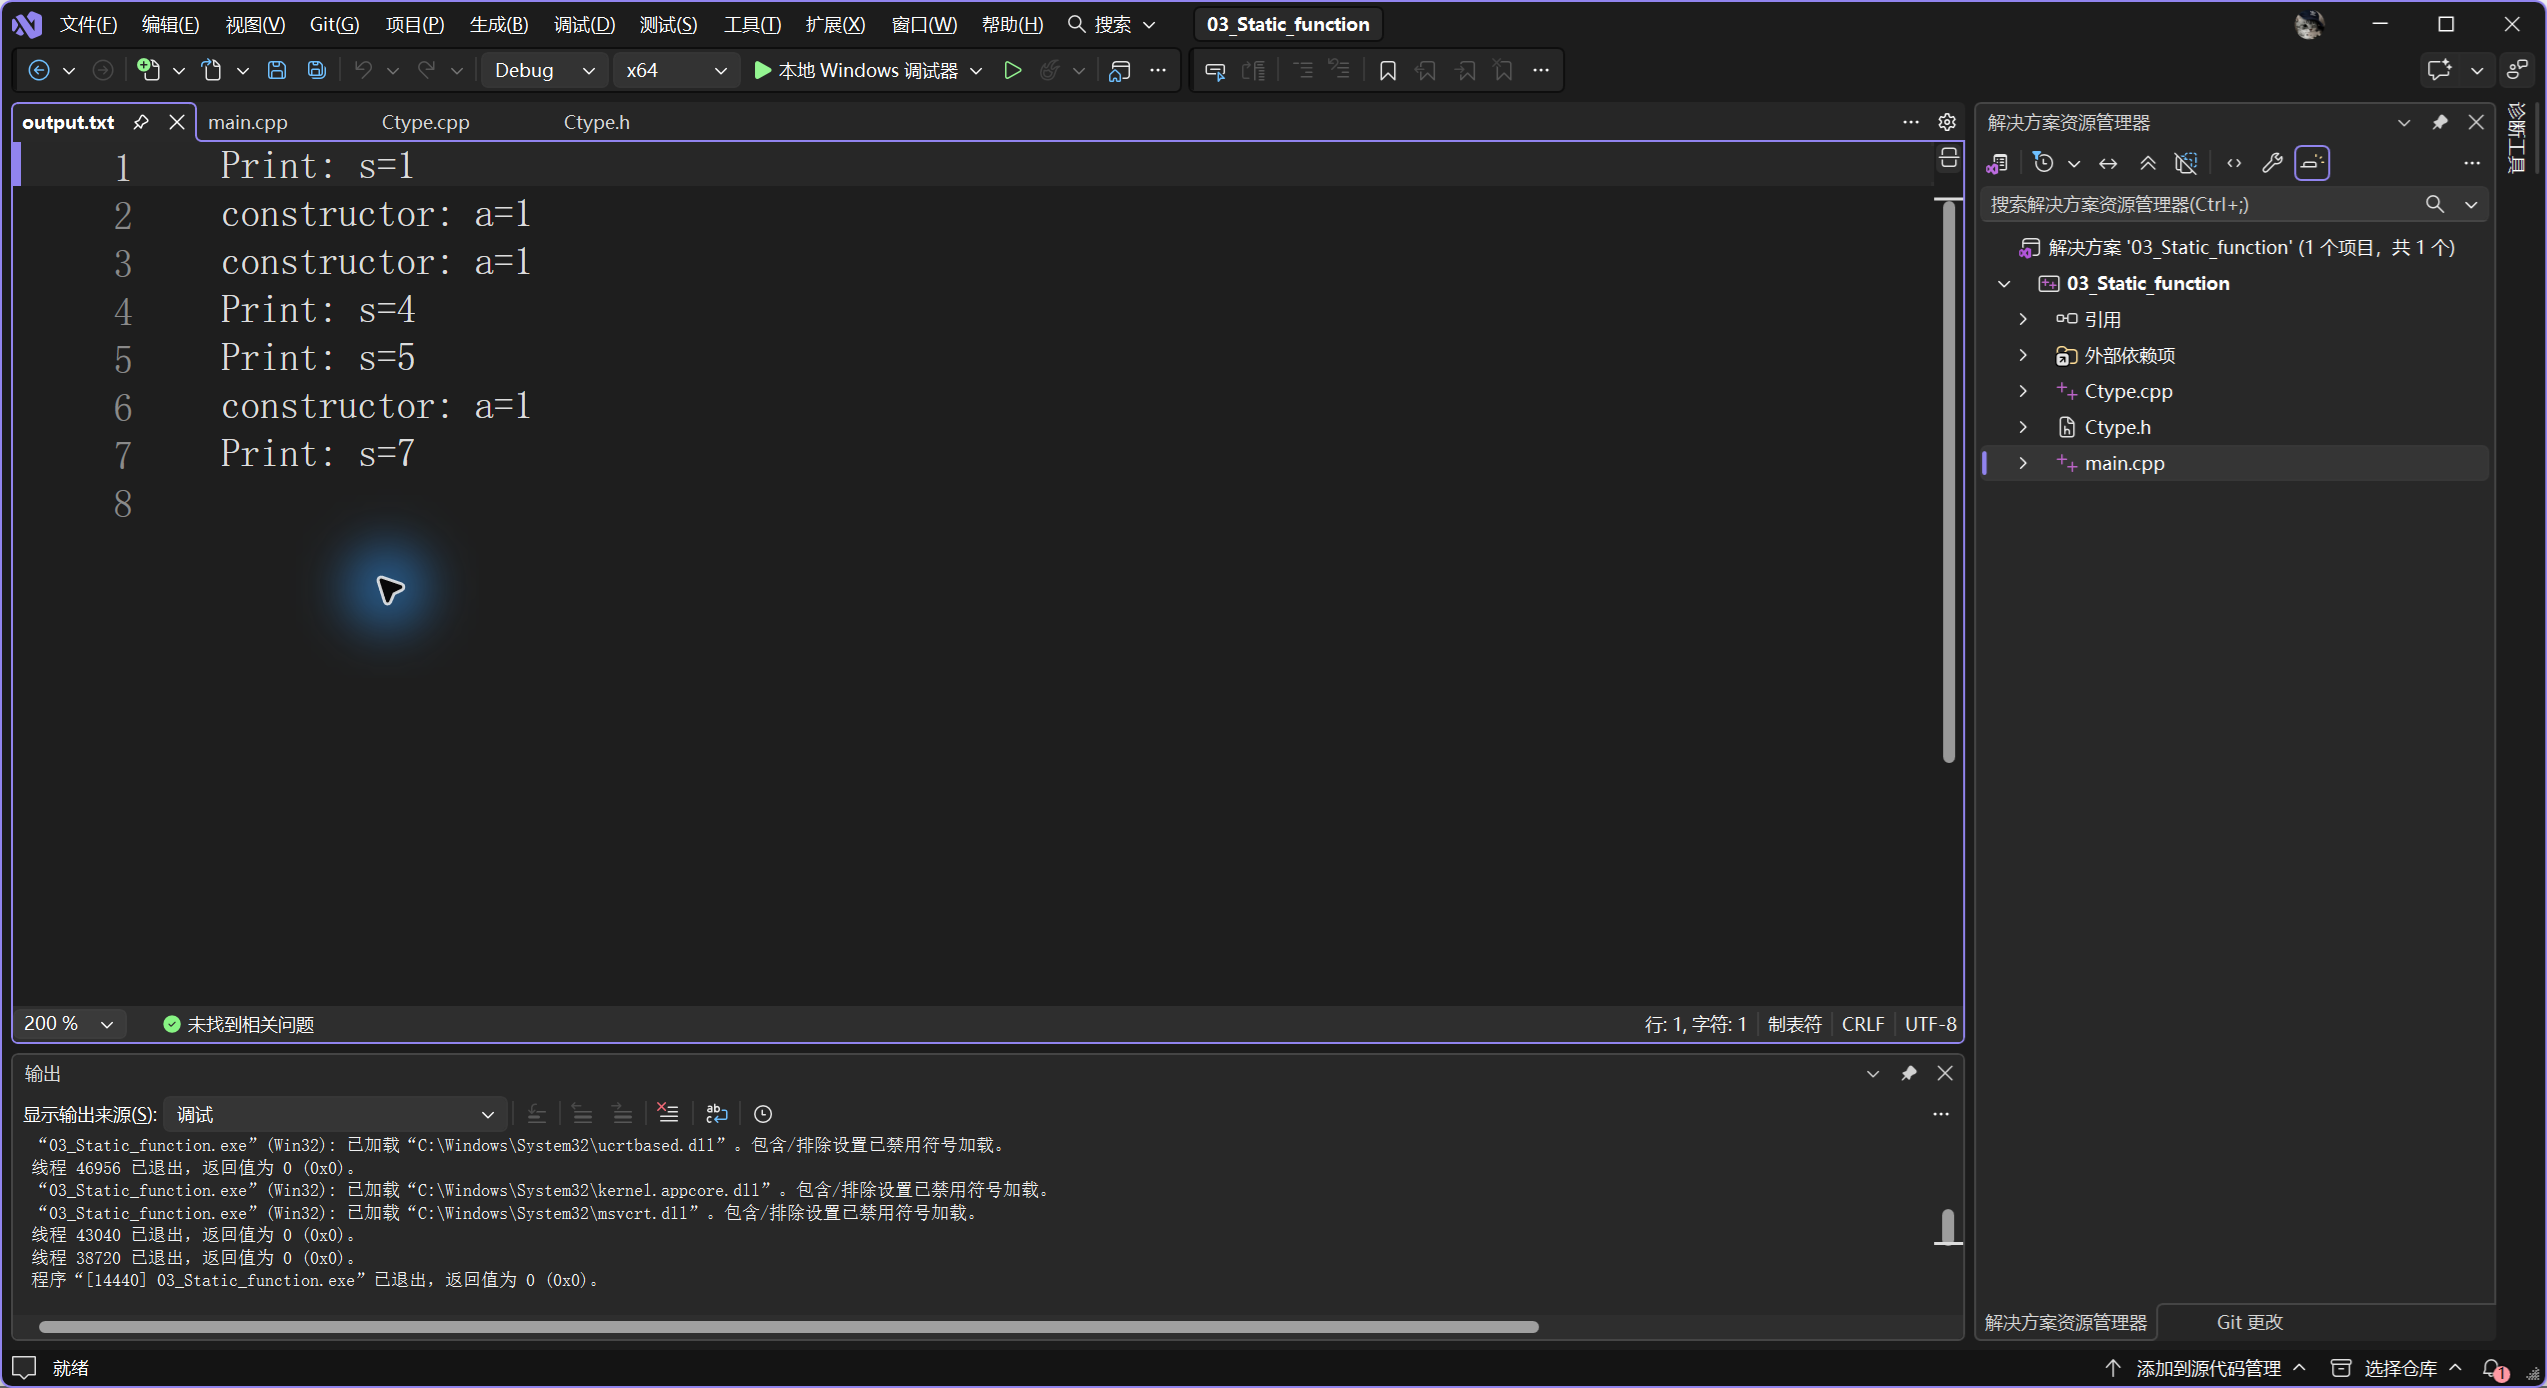 文件(F) 编辑(E) 视图(V) Git(G) 项目(P) 生成(B) 调试(D) 测试(S) 工具(T) 扩展(X) 窗口(W) 帮助(H) 搜索 03_Static_function
Debug x64 本地 Windows 调试器
output.txt main.cpp Ctype.cpp Ctype.h
1 Print: s=1
2 constructor: a=1
3 constructor: a=1
4 Print: s=4
5 Print: s=5
6 constructor: a=1
7 Print: s=7
8
200 % 未找到相关问题 行: 1, 字符: 1 制表符 CRLF UTF-8
输出
显示输出来源(S): 调试
“03_Static_function.exe”(Win32): 已加载“C:\Windows\System32\ucrtbased.dll”。包含/排除设置已禁用符号加载。
线程 46956 已退出，返回值为 0 (0x0)。
“03_Static_function.exe”(Win32): 已加载“C:\Windows\System32\kernel.appcore.dll”。包含/排除设置已禁用符号加载。
“03_Static_function.exe”(Win32): 已加载“C:\Windows\System32\msvcrt.dll”。包含/排除设置已禁用符号加载。
线程 43040 已退出，返回值为 0 (0x0)。
线程 38720 已退出，返回值为 0 (0x0)。
程序“[14440] 03_Static_function.exe”已退出，返回值为 0 (0x0)。
解决方案资源管理器
搜索解决方案资源管理器(Ctrl+;)
解决方案 '03_Static_function' (1 个项目，共 1 个)
03_Static_function
引用
外部依赖项
Ctype.cpp
Ctype.h
main.cpp
解决方案资源管理器 Git 更改
诊断工具
就绪 添加到源代码管理 选择仓库 1